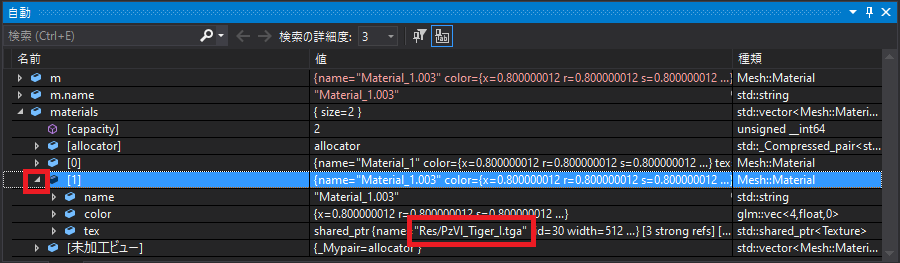 自動
検索 (Ctrl+E) 検索の詳細度: 3
名前 値 種類
m {name="Material_1.003" color={x=0.800000012 r=0.800000012 s=0.800000012 ...} ...} Mesh::Material
m.name "Material_1.003" std::string
materials { size=2 } std::vector<Mesh::Materi...
[capacity] 2 unsigned __int64
[allocator] allocator std::_Compressed_pair<st...
[0] {name="Material_1" color={x=0.800000012 r=0.800000012 s=0.800000012 ...} tex Mesh::Material
[1] {name="Material_1.003" color={x=0.800000012 r=0.800000012 s=0.800000012 ...} Mesh::Material
name "Material_1.003" std::string
color {x=0.800000012 r=0.800000012 s=0.800000012 ...} glm::vec<4,float,0>
tex shared_ptr {name="Res/PzVI_Tiger_I.tga" id=30 width=512 ...} [3 strong refs] [... std::shared_ptr<Texture>
[未加工ビュー] {_Mypair=allocator } std::vector<Mesh::Materi...